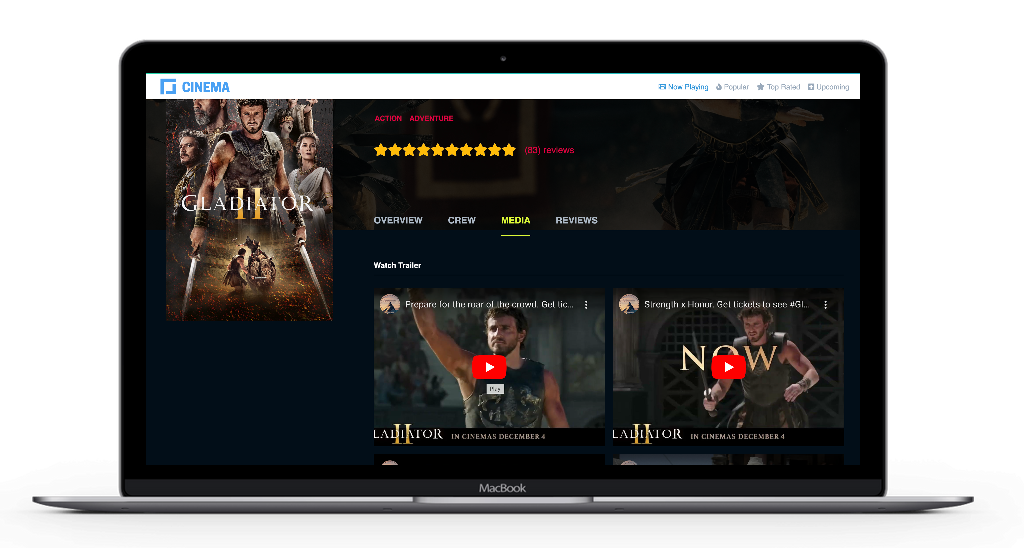 CINEMA
Now Playing Populer Top Rated Upcoming
ACTION ADVENTURE
(63) reviews
GLADIATOR
II
OVERVIEW CREW MEDIA REVIEWS
Watch Trailer
Prepare for the roar of the crowd. Get tic...
Strength x Honor. Get tickets to see #Gl...
NOW
Play
LADIATOR II IN CINEMAS DECEMBER 4
LADIATOR II IN CINEMAS DECEMBER 4
MacBook